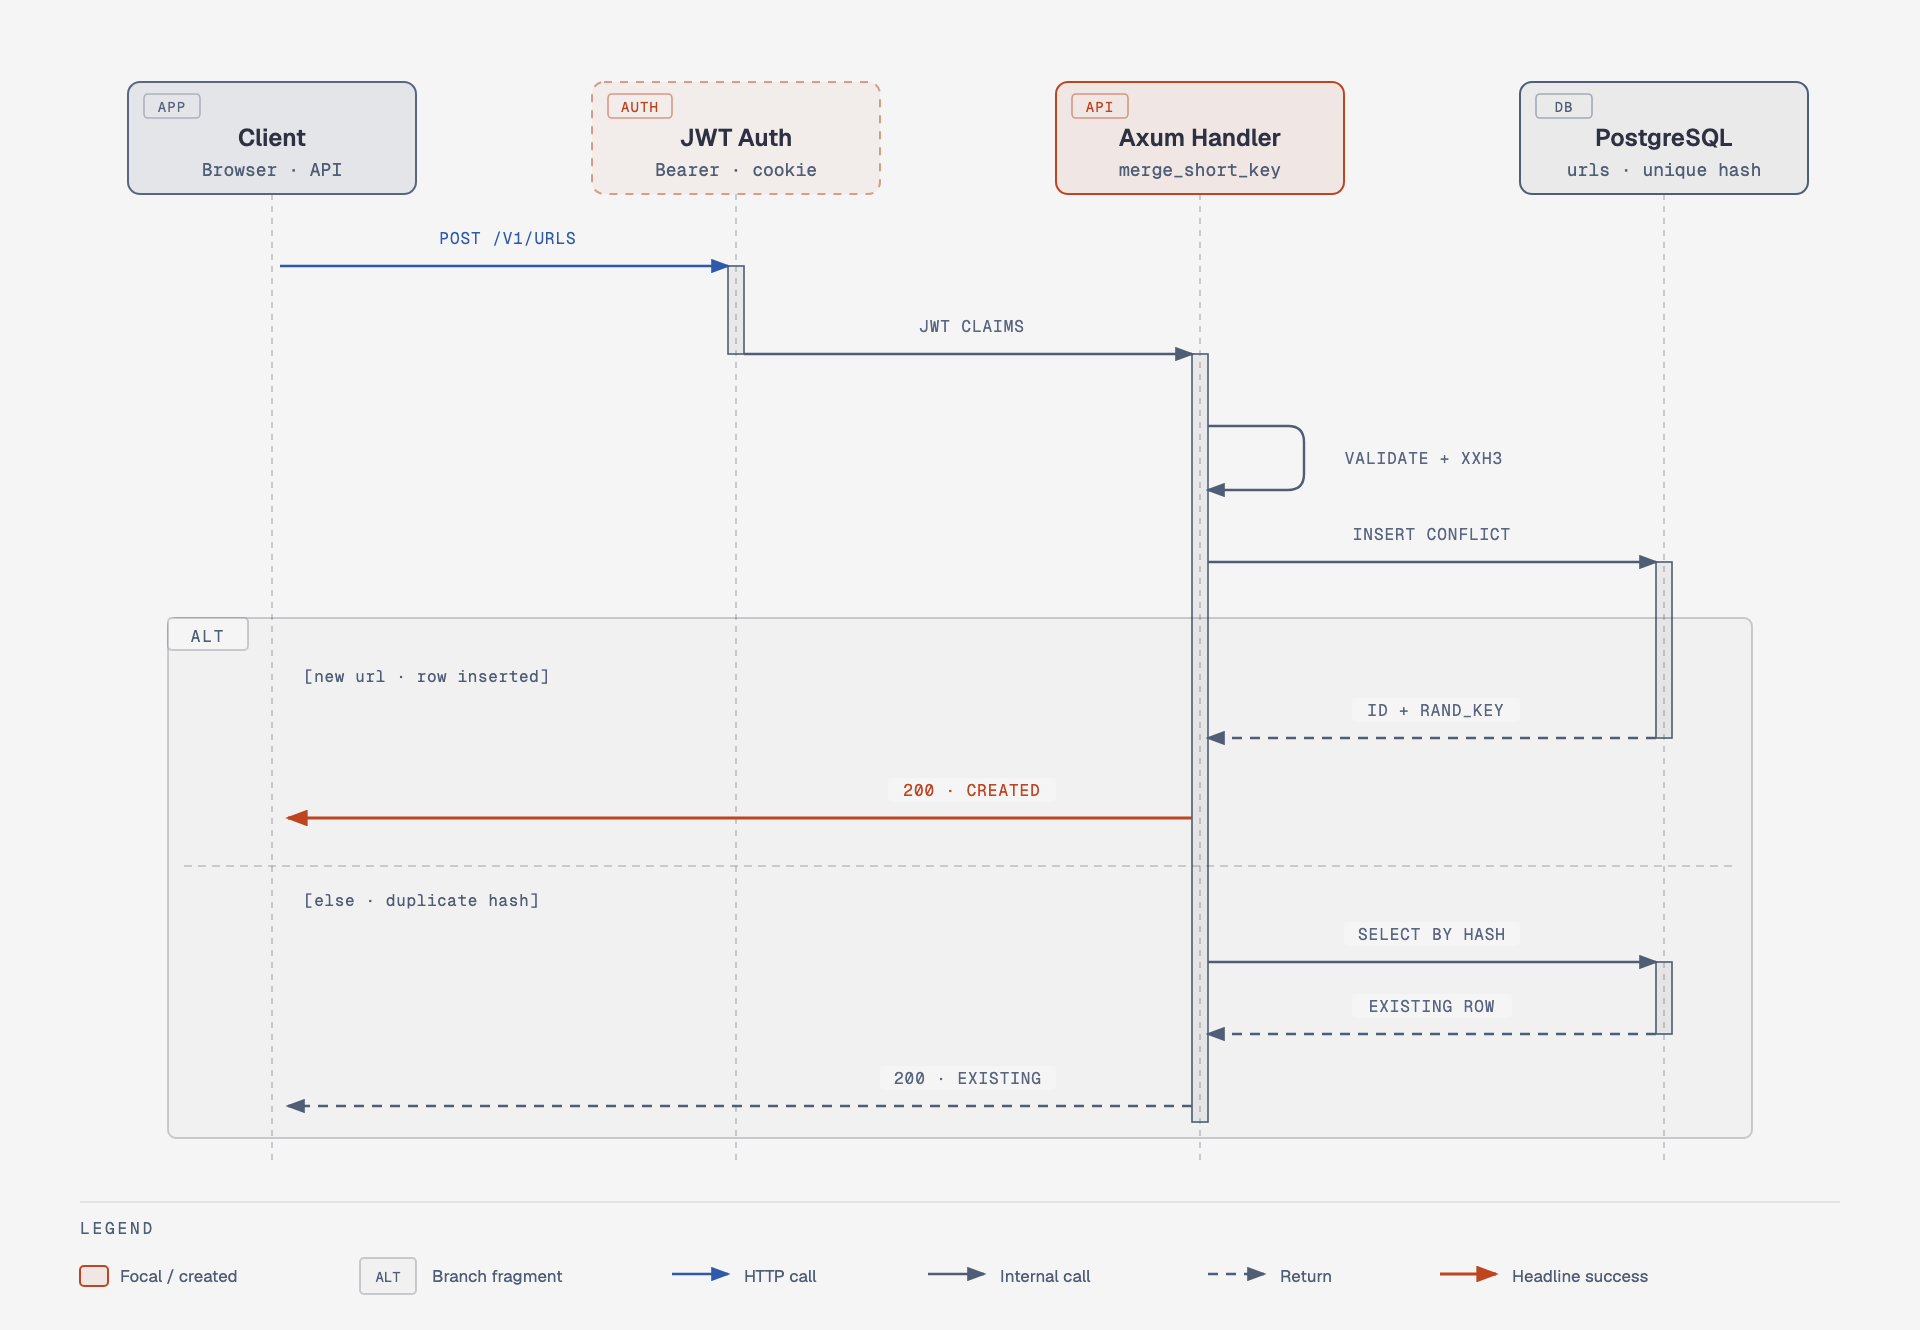 APP
Client
Browser · API
AUTH
JWT Auth
Bearer · cookie
API
Axum Handler
merge_short_key
DB
PostgreSQL
urls · unique hash
POST /V1/URLS
JWT CLAIMS
VALIDATE + XXH3
INSERT CONFLICT
ALT
[new url · row inserted]
ID + RAND_KEY
200 · CREATED
[else · duplicate hash]
SELECT BY HASH
EXISTING ROW
200 · EXISTING
LEGEND
Focal / created
ALT
Branch fragment
HTTP call
Internal call
Return
Headline success